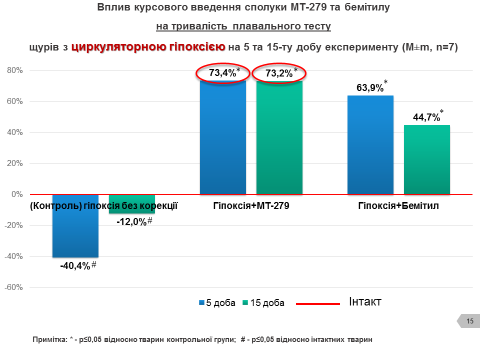 Вплив курсового введення сполуки МТ-279 та бемітилу
на тривалість плавального тесту
щурів з циркуляторною гіпоксією на 5 та 15-ту добу експерименту (M±m, n=7)
80%
60%
40%
20%
0%
-20%
-40%
-60%
73,4%*
73,2%*
63,9%*
44,7%*
(Контроль) гіпоксія без корекції
Гіпоксія+МТ-279
Гіпоксія+Бемітил
-12,0%#
-40,4%#
5 доба
15 доба
Інтакт
15
Примітка: * - р≤0,05 відносно тварин контрольної групи; # - р≤0,05 відносно інтактних тварин